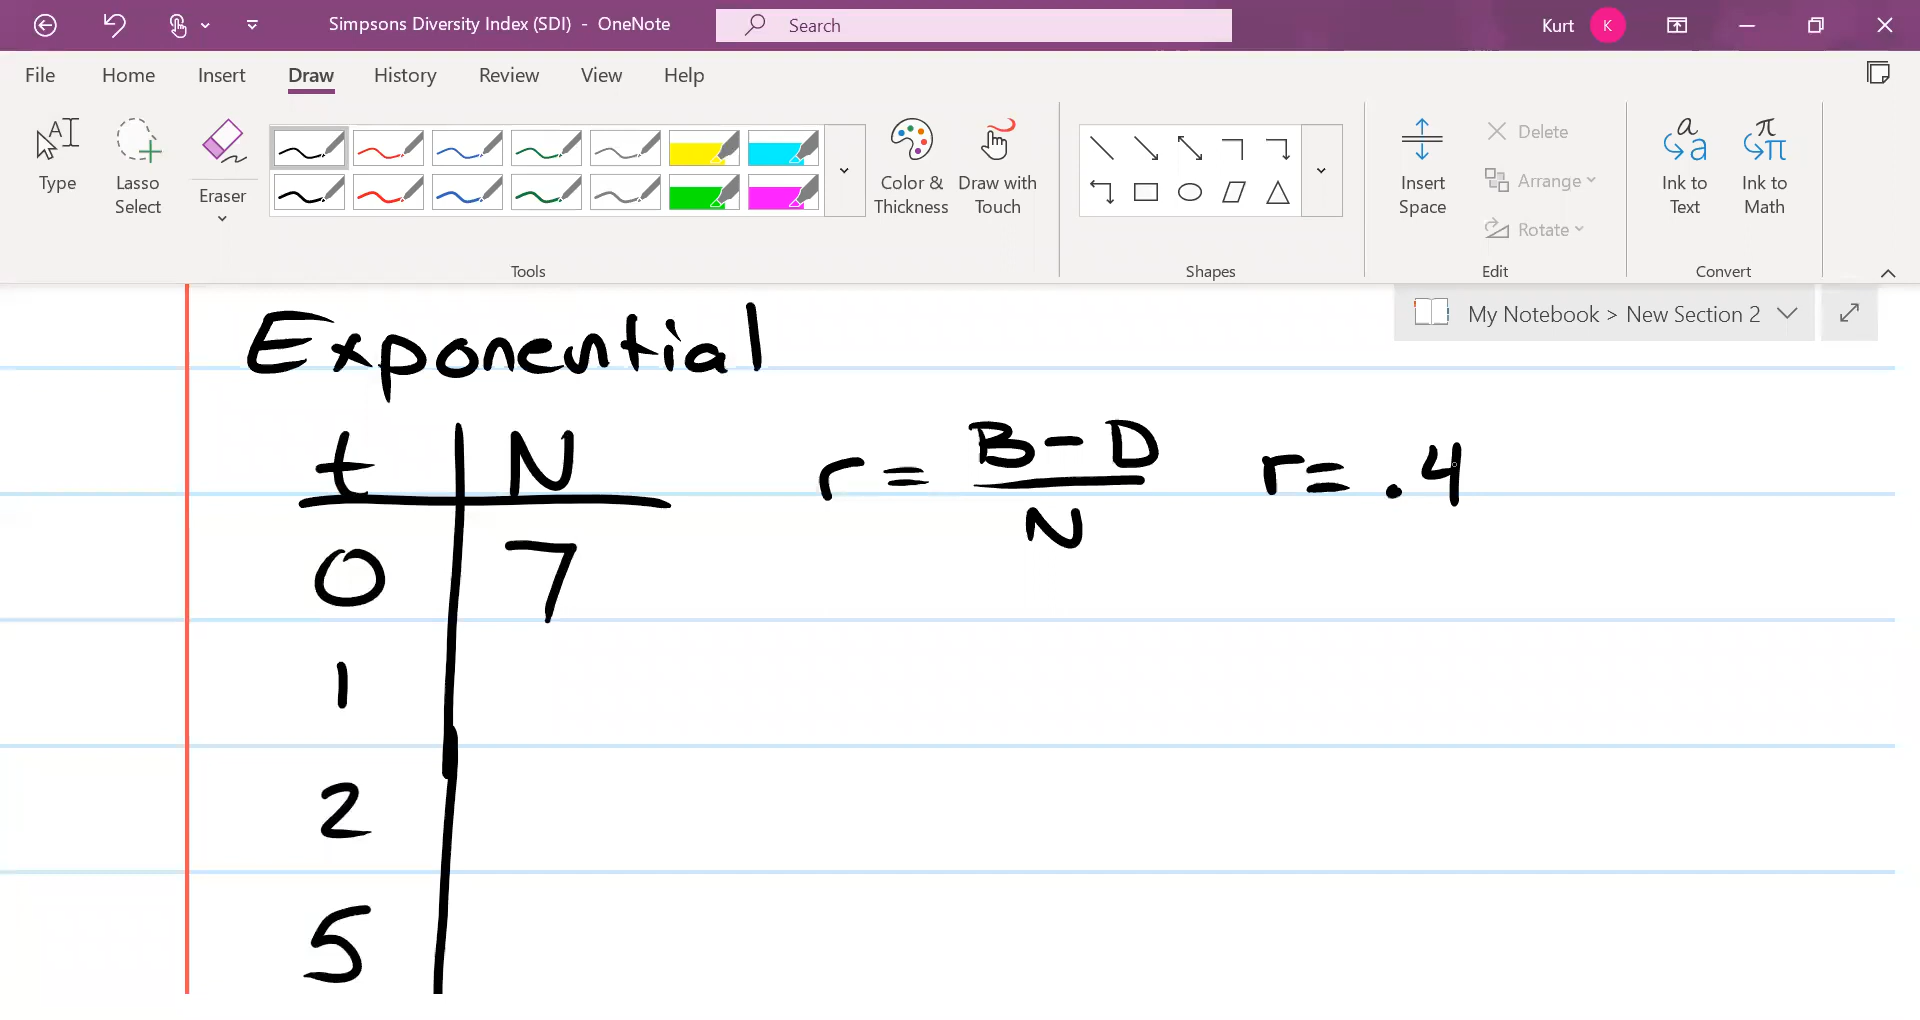 Simpsons Diversity Index (SDI) - OneNote
Search
Kurt K
File Home Insert Draw History Review View Help
Type
Lasso Select
Eraser
Color & Thickness
Draw with Touch
Insert Space
Delete
Arrange
Rotate
Ink to Text
Ink to Math
Tools Shapes Edit Convert
My Notebook > New Section 2
Exponential
t N
r = B - D / N r = .4
0 7
1
2
5